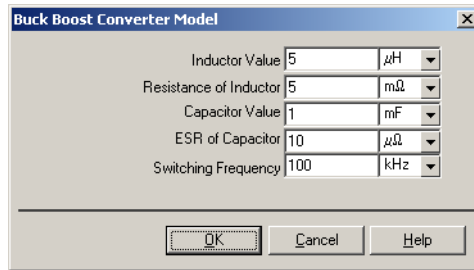 Buck Boost Converter Model
Inductor Value 5 µH
Resistance of Inductor 5 mΩ
Capacitor Value 1 mF
ESR of Capacitor 10 µΩ
Switching Frequency 100 kHz
OK Cancel Help